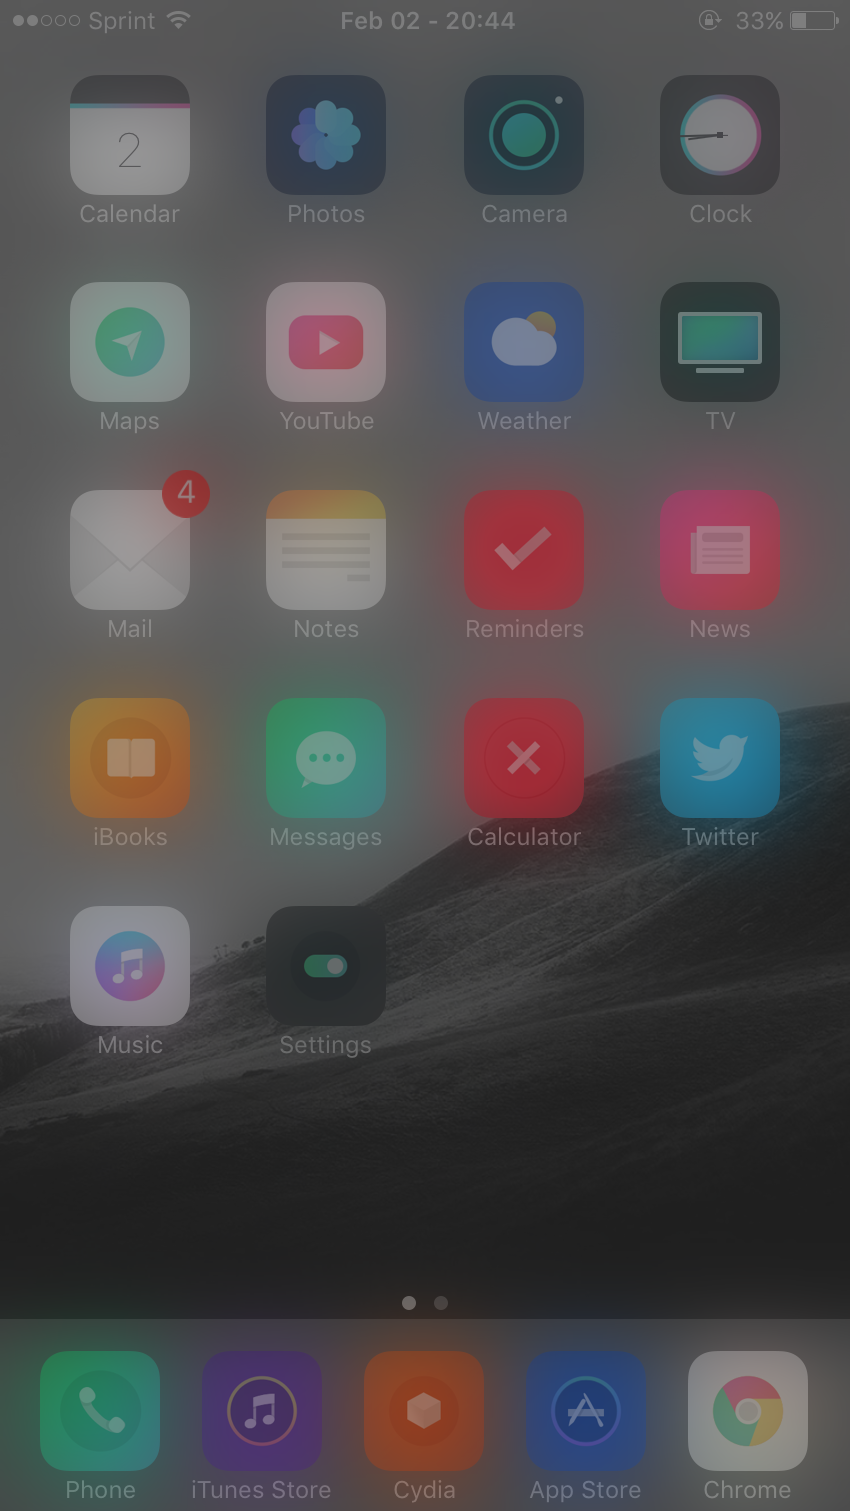 Sprint Feb 02 - 20:44 33%
2
Calendar Photos Camera Clock
Maps YouTube Weather TV
4
Mail Notes Reminders News
iBooks Messages Calculator Twitter
Music Settings
Phone iTunes Store Cydia App Store Chrome